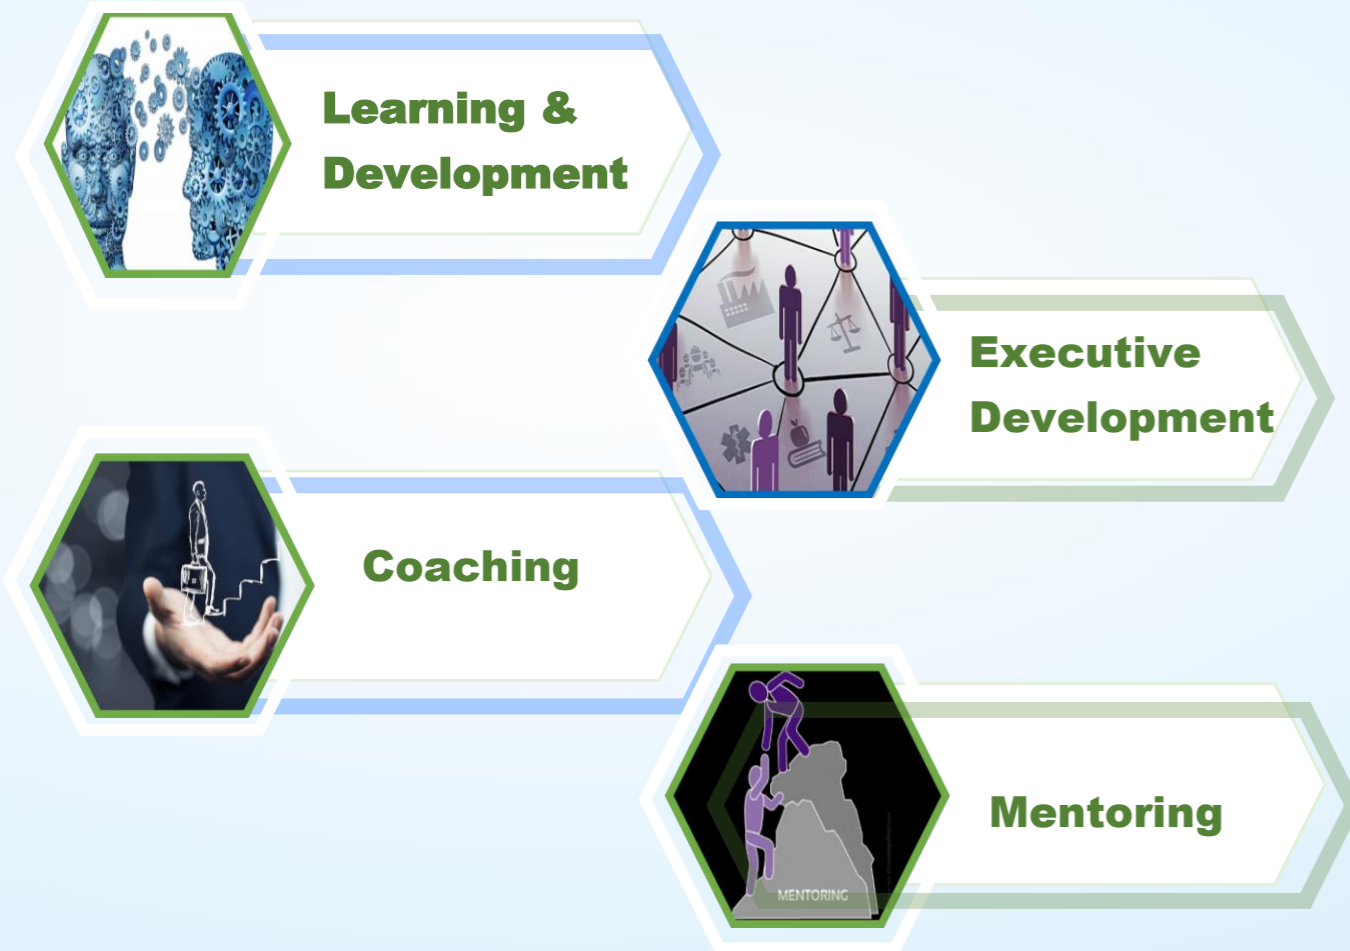 Learning &
Development
Executive
Development
Coaching
Mentoring
MENTORING